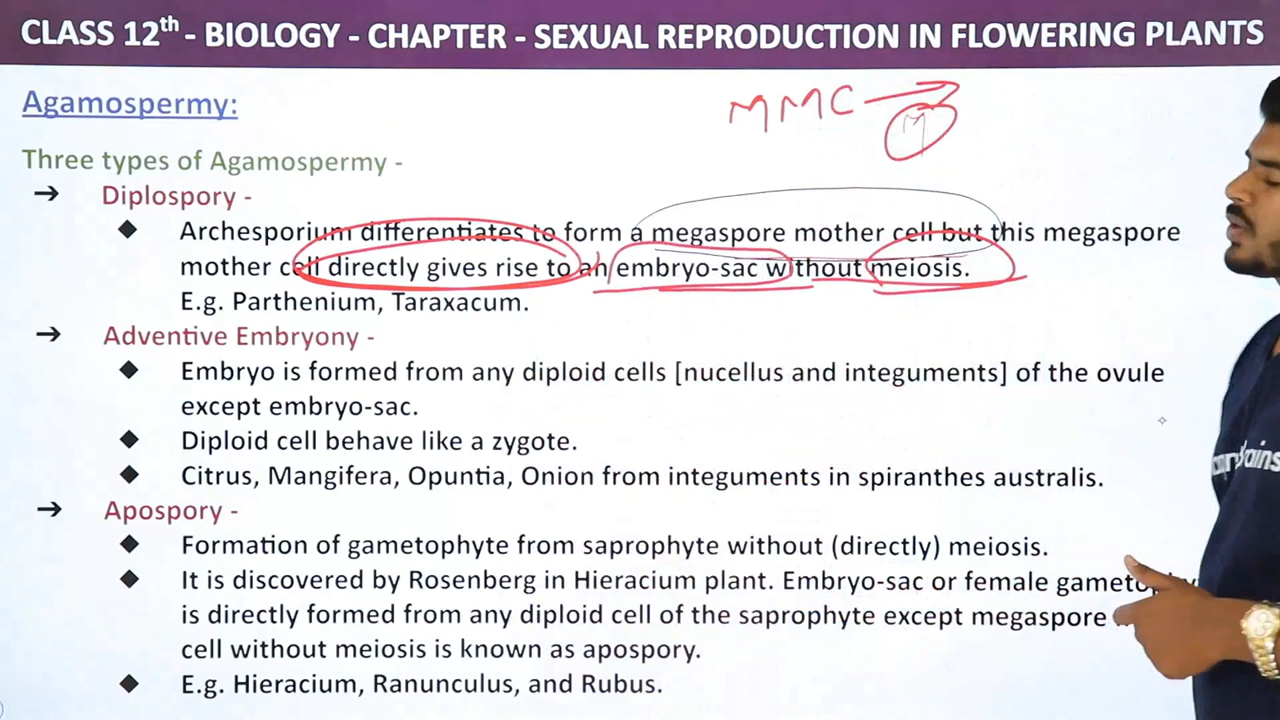 CLASS 12th - BIOLOGY - CHAPTER - SEXUAL REPRODUCTION IN FLOWERING PLANTS
MMC → M
Agamospermy:
Three types of Agamospermy -
→ Diplospory -
◆ Archesporium differentiates to form a megaspore mother cell but this megaspore
mother cell directly gives rise to an embryo-sac without meiosis.
E.g. Parthenium, Taraxacum.
→ Adventive Embryony -
◆ Embryo is formed from any diploid cells [nucellus and integuments] of the ovule
except embryo-sac.
◆ Diploid cell behave like a zygote.
◆ Citrus, Mangifera, Opuntia, Onion from integuments in spiranthes australis.
→ Apospory -
◆ Formation of gametophyte from saprophyte without (directly) meiosis.
◆ It is discovered by Rosenberg in Hieracium plant. Embryo-sac or female
is directly formed from any diploid cell of the saprophyte except megaspore
cell without meiosis is known as apospory.
◆ E.g. Hieracium, Ranunculus, and Rubus.